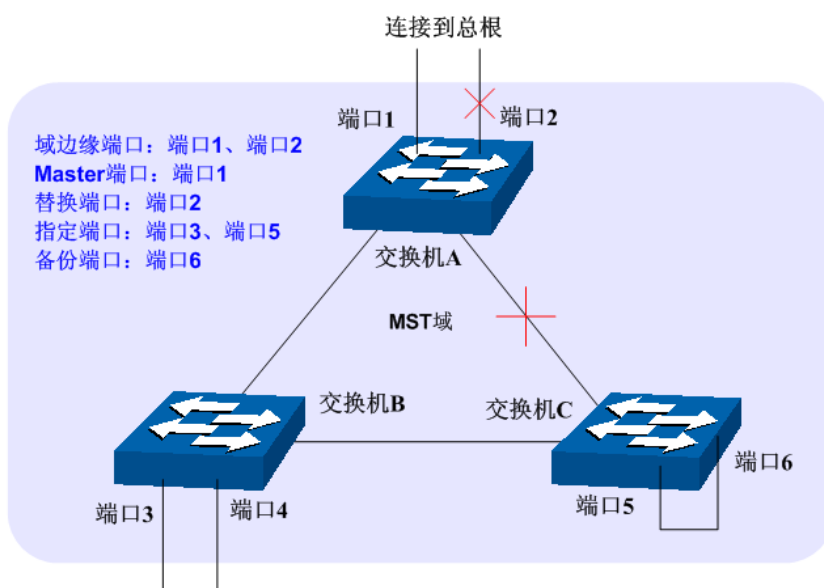 连接到总根
端口1
端口2
域边缘端口：端口1、端口2
Master端口：端口1
替换端口：端口2
指定端口：端口3、端口5
备份端口：端口6
交换机A
MST域
交换机B
交换机C
端口3
端口4
端口5
端口6